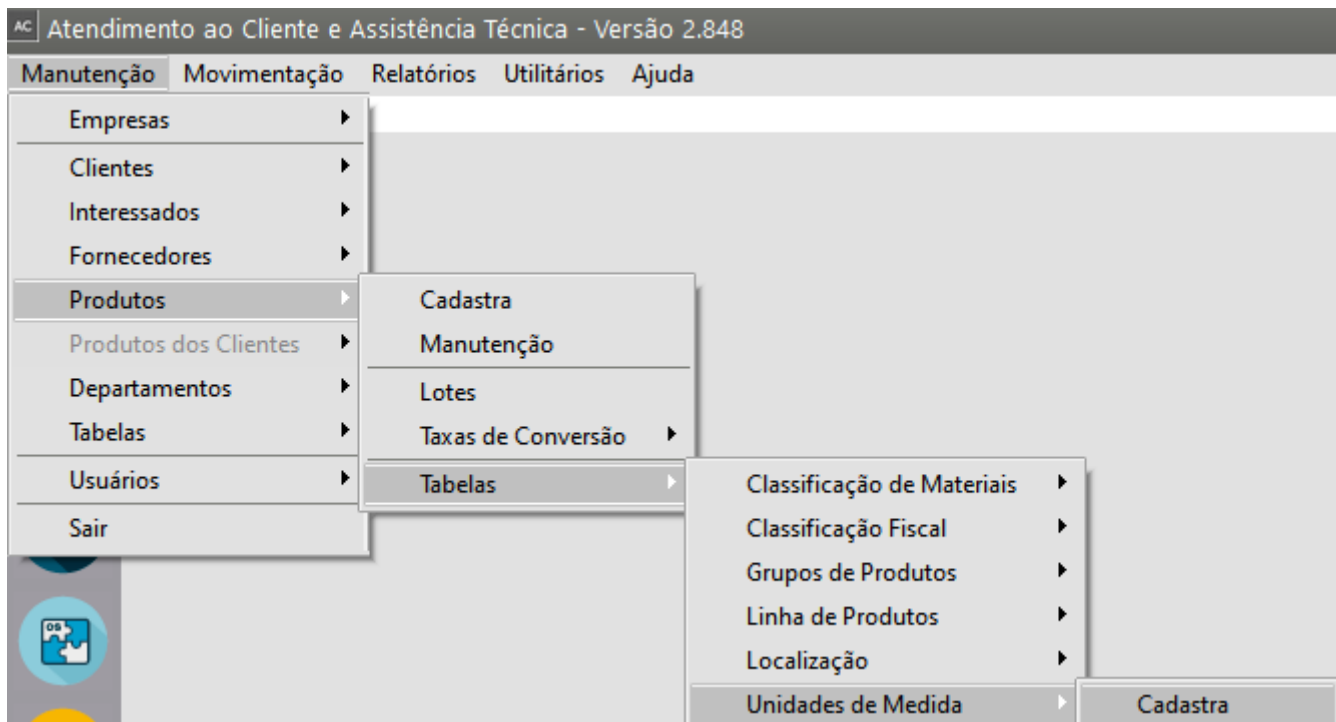 AC Atendimento ao Cliente e Assistência Técnica - Versão 2.848
Manutenção Movimentação Relatórios Utilitários Ajuda
Empresas
Clientes
Interessados
Fornecedores
Produtos
Produtos dos Clientes
Departamentos
Tabelas
Usuários
Sair
Cadastra
Manutenção
Lotes
Taxas de Conversão
Tabelas
Classificação de Materiais
Classificação Fiscal
Grupos de Produtos
Linha de Produtos
Localização
Unidades de Medida
Cadastra
OS